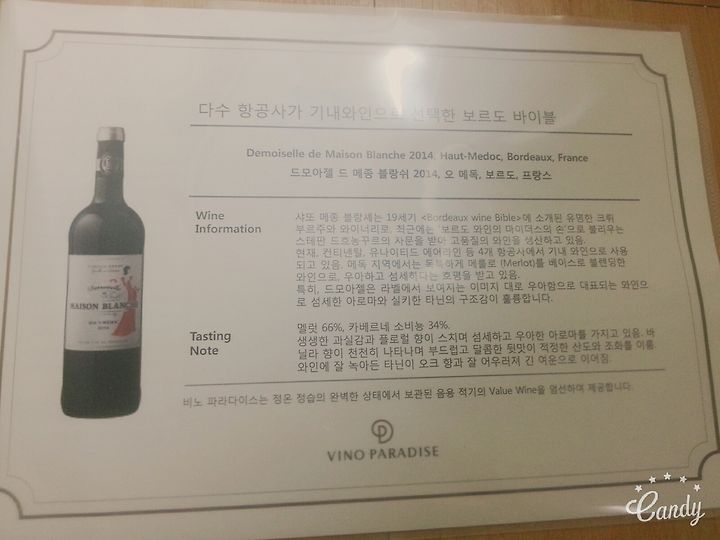 다수 항공사가 기내와인으로 선택한 보르도 바이블
Demoiselle de Maison Blanche 2014, Haut-Medoc, Bordeaux, France
드모아젤 드 메종 블랑쉬 2014, 오 메독, 보르도, 프랑스
Wine Information
샤또 메종 블랑세는 19세기 <Bordeaux wine Bible>에 소개된 유명한 크뤼
부르주와 와이너리로, 최근에는 '보르도 와인의 마이더스의 손'으로 불리우는
스테판 드흐농꾸르의 자문을 받아 고품질의 와인을 생산하고 있음.
현재, 컨티넨탈, 유나이티드 에어라인 등 4개 항공사에서 기내 와인으로 사용
되고 있음. 메독 지역에서는 독특하게 메를로 (Merlot)를 베이스로 블렌딩한
와인으로, 우아하고 섬세하다는 호평을 받고 있음.
특히, 드모아젤은 라벨에서 보여지는 이미지 대로 우아함으로 대표되는 와인으
로 섬세한 아로마와 실키한 타닌의 구조감이 훌륭합니다.
Tasting Note
멀럿 66%, 카베르네 소비뇽 34%.
생생한 과실감과 플로럴 향이 스치며 섬세하고 우아한 아로마를 가지고 있음. 바
닐라 향이 천천히 나타나며 부드럽고 달콤한 뒷맛이 적정한 산도와 조화를 이룸.
와인에 잘 녹아든 타닌이 오크 향과 잘 어우러져 긴 여운으로 이어짐.
비노 파라다이스는 정온 정습의 완벽한 상태에서 보관된 음용 적기의 Value Wine을 엄선하여 제공합니다.
VINO PARADISE
MAISON BLANCHE
2014
Candy